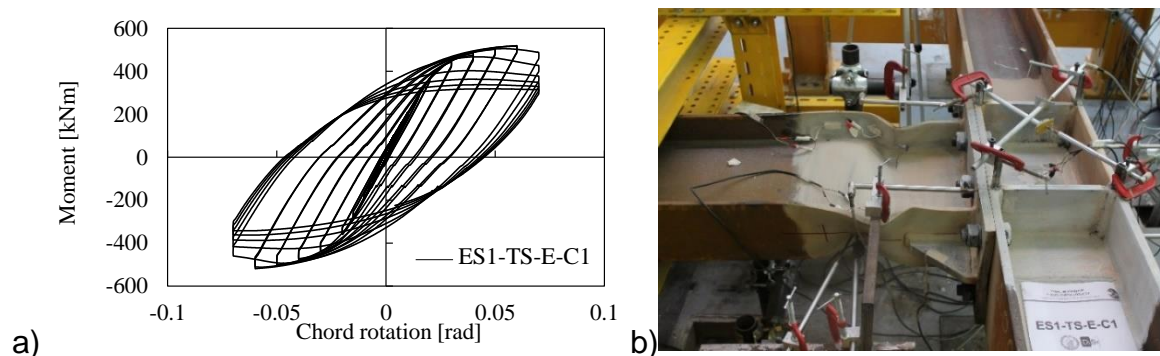 600
400
200
0
-200
-400
-600
Moment [kNm]
ES1-TS-E-C1
-0.1
-0.05
0
0.05
0.1
Chord rotation [rad]
a)
ES1-TS-E-C1
b)